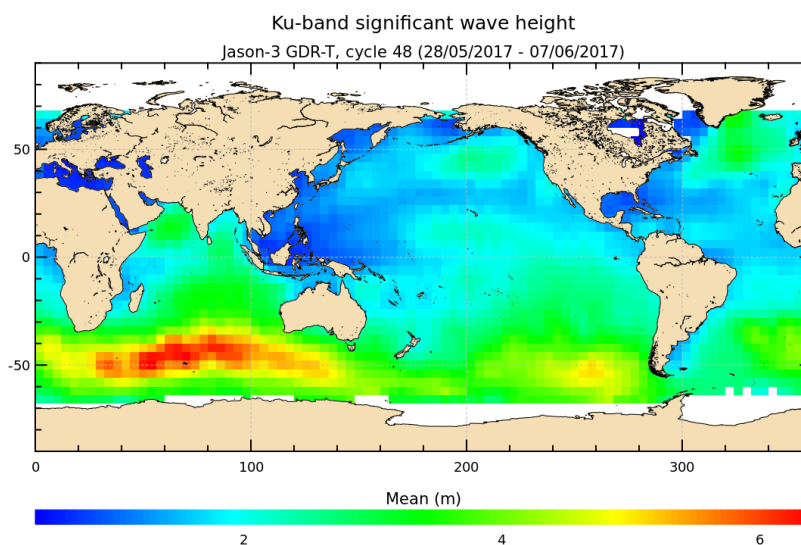 Ku-band significant wave height
Jason-3 GDR-T, cycle 48 (28/05/2017 - 07/06/2017)
50
0
-50
0 100 200 300
Mean (m)
2 4 6